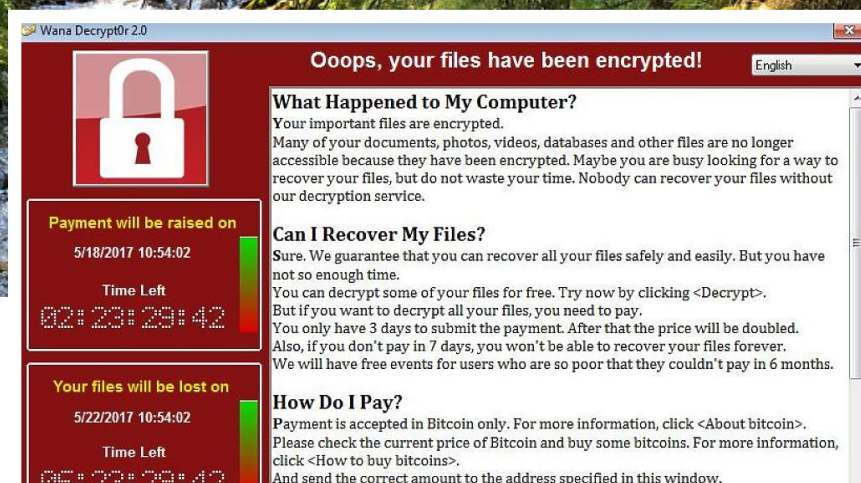 Wana Decrypt0r 2.0
Ooops, your files have been encrypted!
English
What Happened to My Computer?
Your important files are encrypted.
Many of your documents, photos, videos, databases and other files are no longer
accessible because they have been encrypted. Maybe you are busy looking for a way to
recover your files, but do not waste your time. Nobody can recover your files without
our decryption service.
Can I Recover My Files?
Sure. We guarantee that you can recover all your files safely and easily. But you have
not so enough time.
You can decrypt some of your files for free. Try now by clicking <Decrypt>.
But if you want to decrypt all your files, you need to pay.
You only have 3 days to submit the payment. After that the price will be doubled.
Also, if you don't pay in 7 days, you won't be able to recover your files forever.
We will have free events for users who are so poor that they couldn't pay in 6 months.
How Do I Pay?
Payment is accepted in Bitcoin only. For more information, click <About bitcoin>.
Please check the current price of Bitcoin and buy some bitcoins. For more information,
click <How to buy bitcoins>.
And send the correct amount to the address specified in this window.
Payment will be raised on
5/18/2017 10:54:02
Time Left
02:23:29:42
Your files will be lost on
5/22/2017 10:54:02
Time Left
06:23:29:42